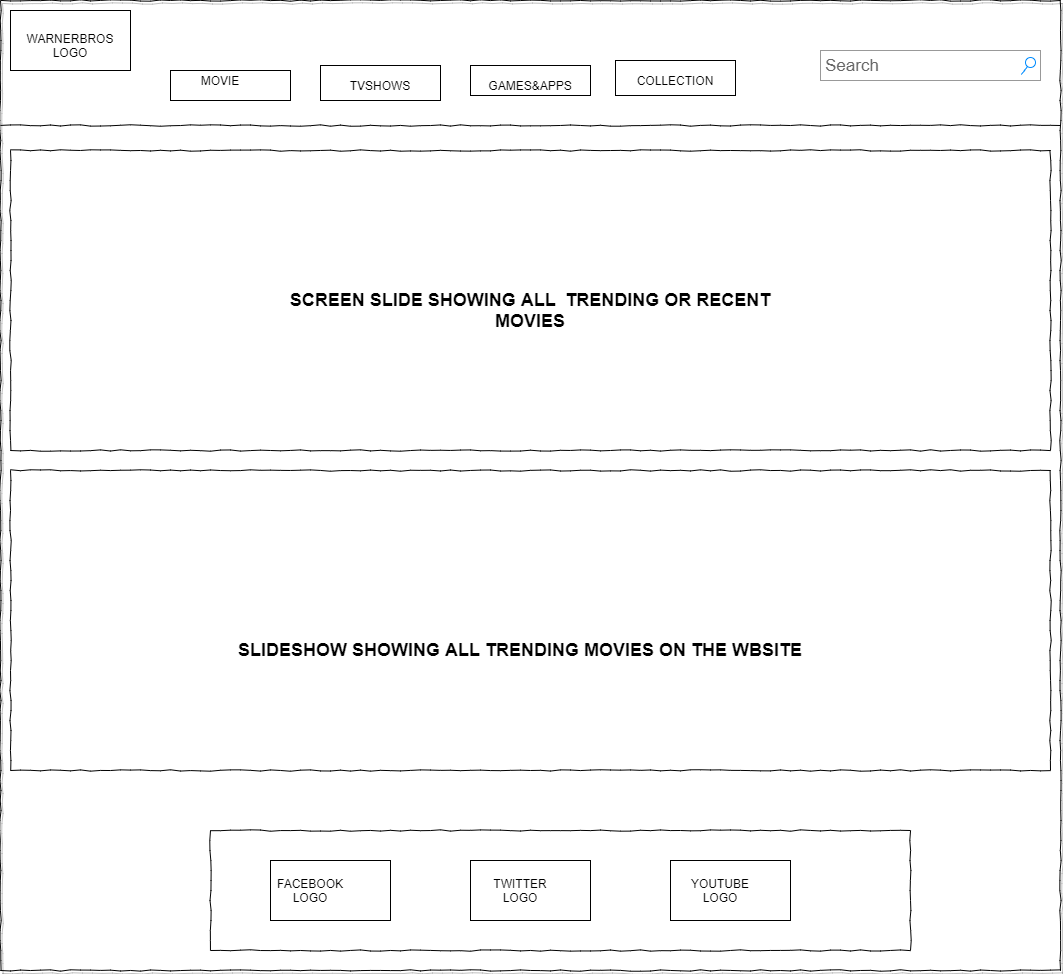 WARNERBROS
LOGO
MOVIE
TVSHOWS
GAMES&APPS
COLLECTION
Search
SCREEN SLIDE SHOWING ALL  TRENDING OR RECENT
MOVIES
SLIDESHOW SHOWING ALL TRENDING MOVIES ON THE WBSITE
FACEBOOK
LOGO
TWITTER
LOGO
YOUTUBE
LOGO